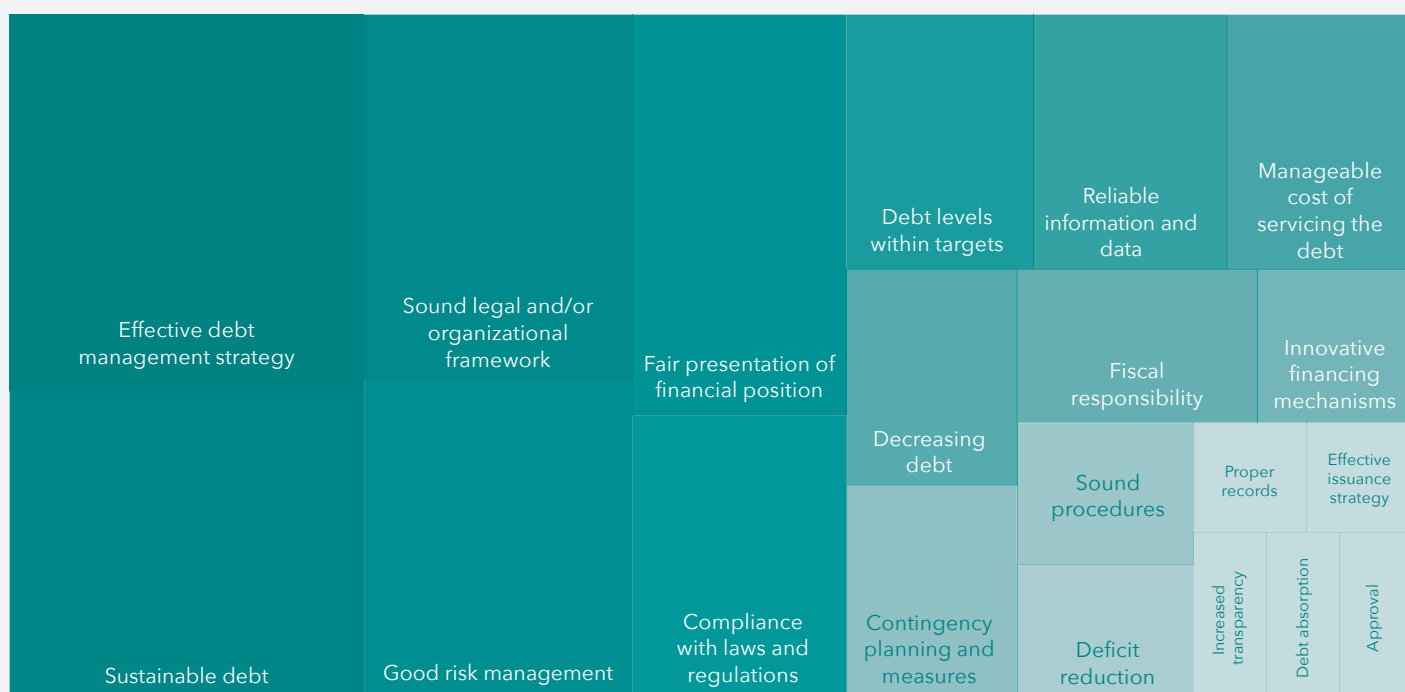 Effective debt
management strategy
Sustainable debt
Sound legal and/or
organizational
framework
Good risk management
Fair presentation of
financial position
Compliance
with laws and
regulations
Debt levels
within targets
Reliable
information and
data
Manageable
cost of
servicing the
debt
Decreasing
debt
Fiscal
responsibility
Innovative
financing
mechanisms
Contingency
planning and
measures
Sound
procedures
Deficit
reduction
Proper
records
Effective
issuance
strategy
Increased
transparency
Debt absorption
Approval